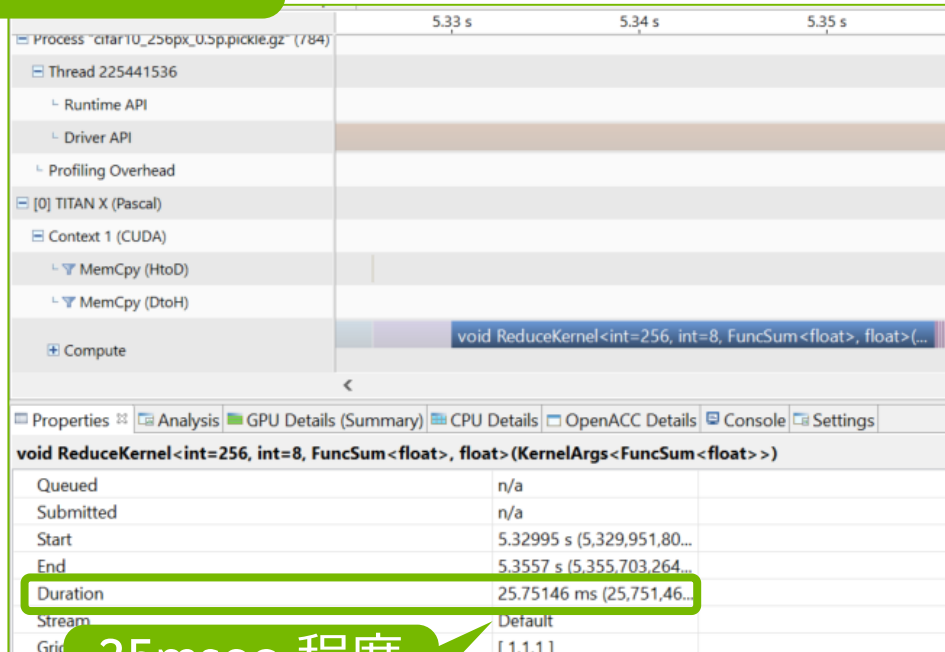 5.33 s 5.34 s 5.35 s
Process "cifar10_256px_0.5p.pickle.gz" (784)
Thread 225441536
Runtime API
Driver API
Profiling Overhead
[0] TITAN X (Pascal)
Context 1 (CUDA)
MemCpy (HtoD)
MemCpy (DtoH)
void ReduceKernel<int=256, int=8, FuncSum<float>, float>(...
Compute
Properties Analysis GPU Details (Summary) CPU Details OpenACC Details Console Settings
void ReduceKernel<int=256, int=8, FuncSum<float>, float>(KernelArgs<FuncSum<float>>)
Queued n/a
Submitted n/a
Start 5.32995 s (5,329,951,80...
End 5.3557 s (5,355,703,264...
Duration 25.75146 ms (25,751,46...
Stream Default
[ 1,1,1 ]
25msec 程度